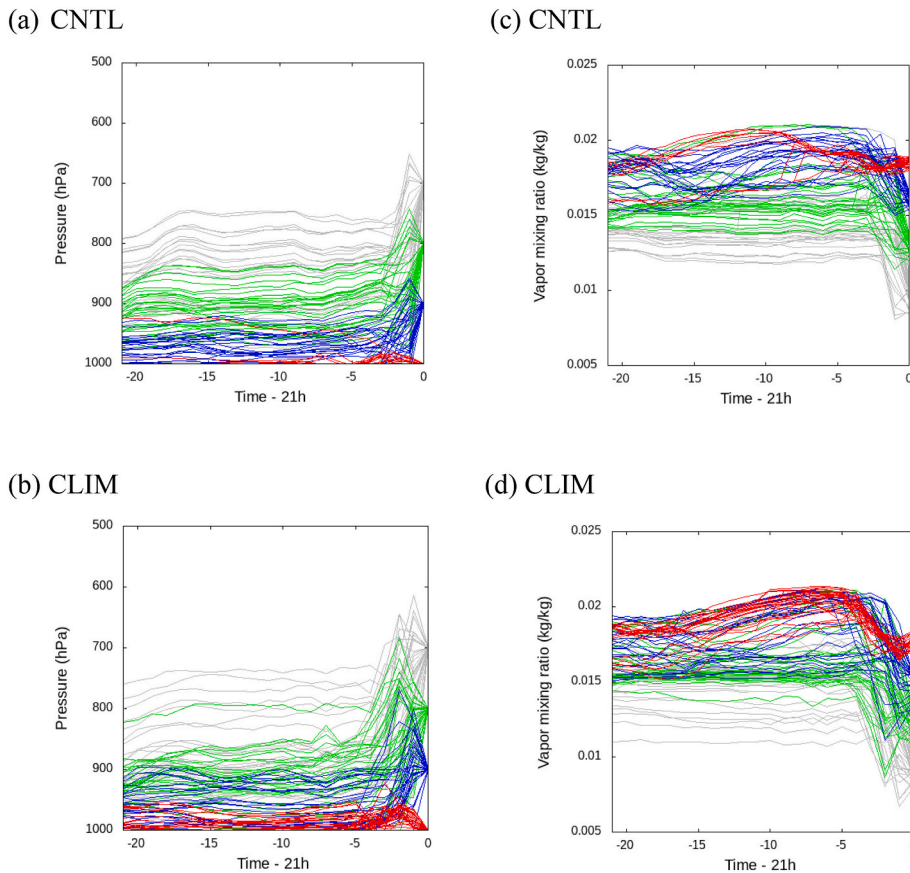 (a) CNTL
500
600
700
800
900
1000
Pressure (hPa)
-20 -15 -10 -5 0
Time - 21h
(c) CNTL
0.025
0.02
0.015
0.01
0.005
Vapor mixing ratio (kg/kg)
-20 -15 -10 -5 0
Time - 21h
(b) CLIM
500
600
700
800
900
1000
Pressure (hPa)
-20 -15 -10 -5 0
Time - 21h
(d) CLIM
0.025
0.02
0.015
0.01
0.005
Vapor mixing ratio (kg/kg)
-20 -15 -10 -5 0
Time - 21h